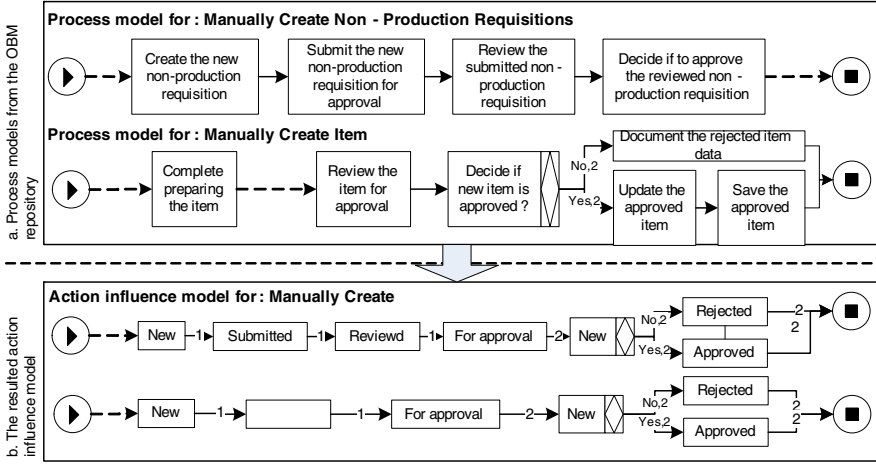 a. Process models from the OBM
repository
Process model for : Manually Create Non - Production Requisitions
Create the new
non-production
requisition
Submit the new
non-production
requisition for
approval
Review the
submitted non -
production
requisition
Decide if to approve
the reviewed non -
production requisition
Process model for : Manually Create Item
Complete
preparing
the item
Review the
item for
approval
Decide if
new item is
approved ?
No,2
Yes,2
Document the rejected item
data
Update the
approved
item
Save the
approved
item
b. The resulted action
influence model
Action influence model for : Manually Create
New
1
Submitted
1
Reviewd
1
For approval
2
New
No,2
Yes,2
Rejected
Approved
2
2
New
1
1
For approval
2
New
No,2
Yes,2
Rejected
Approved
2
2